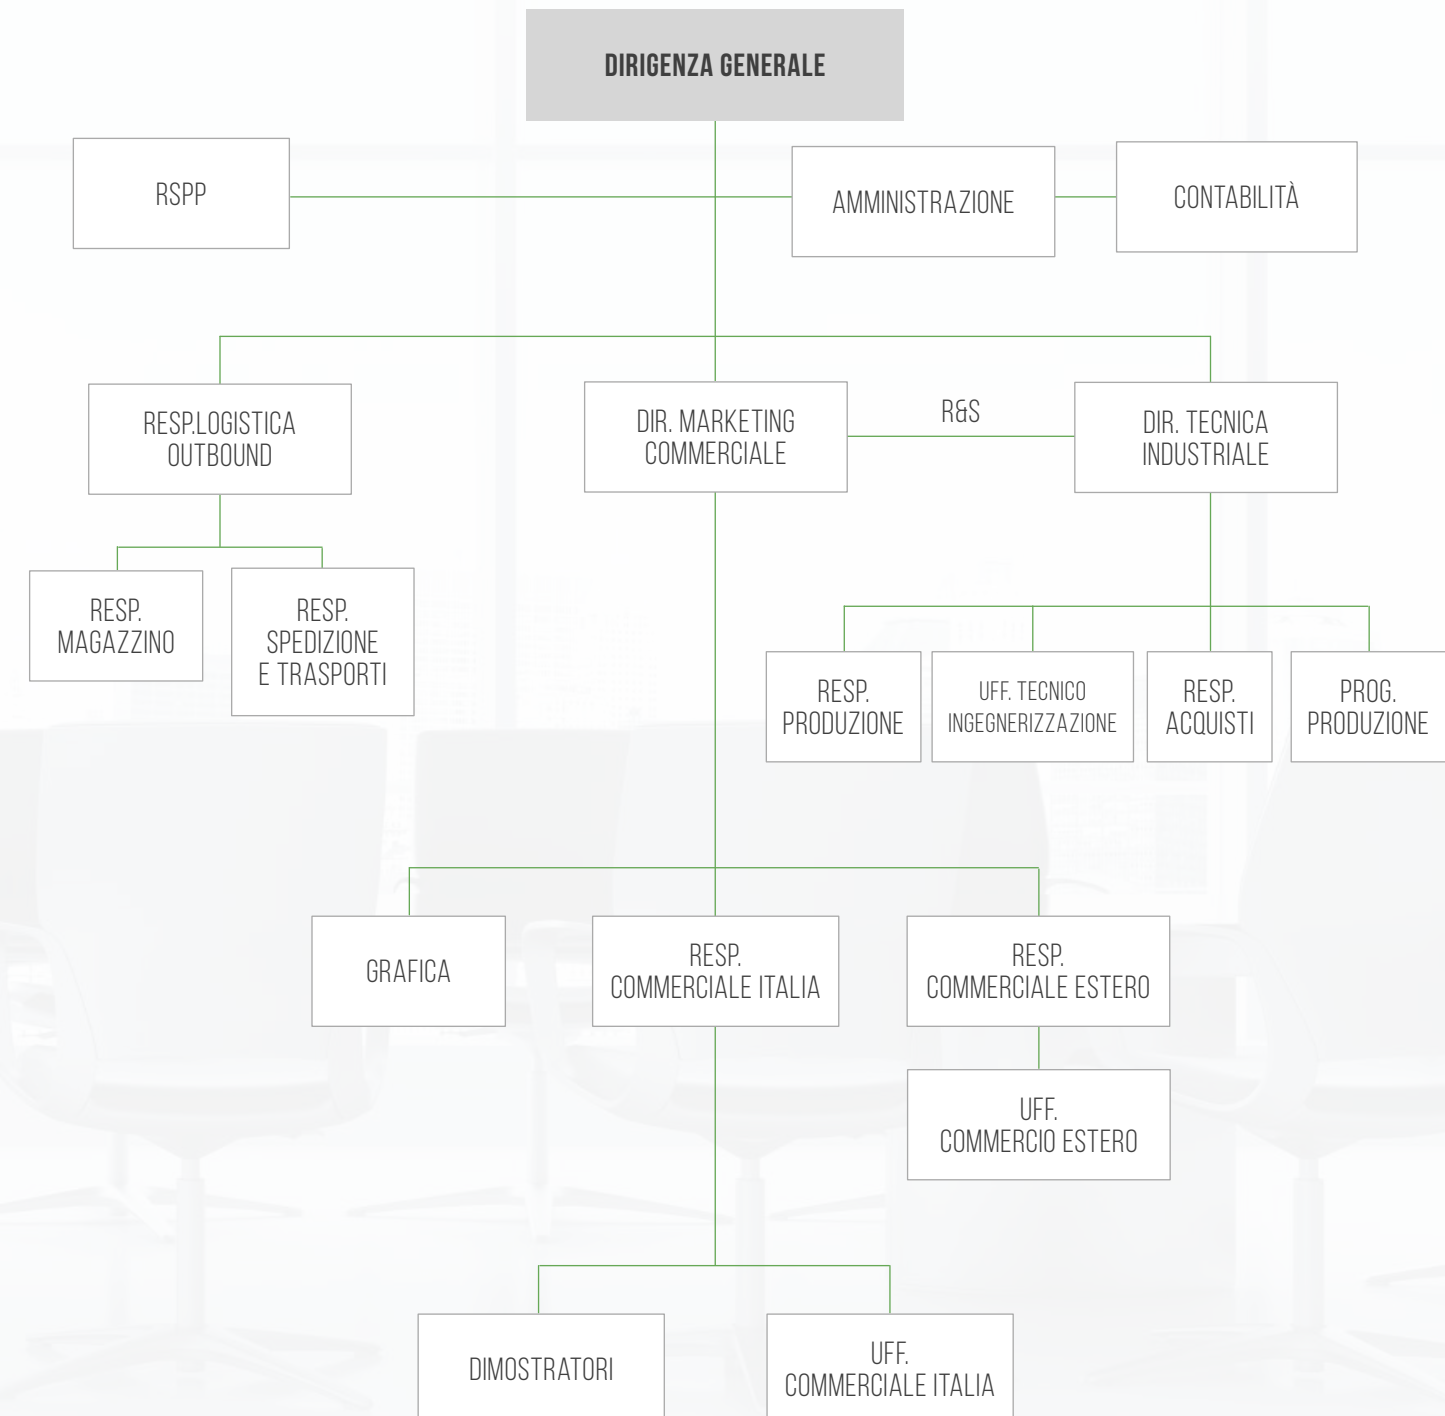 DIRIGENZA GENERALE
RSPP
AMMINISTRAZIONE
CONTABILITÀ
RESP.LOGISTICA
OUTBOUND
DIR. MARKETING
COMMERCIALE
R&S
DIR. TECNICA
INDUSTRIALE
RESP.
MAGAZZINO
RESP.
SPEDIZIONE
E TRASPORTI
RESP.
PRODUZIONE
UFF. TECNICO
INGEGNERIZZAZIONE
RESP.
ACQUISTI
PROG.
PRODUZIONE
GRAFICA
RESP.
COMMERCIALE ITALIA
RESP.
COMMERCIALE ESTERO
UFF.
COMMERCIO ESTERO
DIMOSTRATORI
UFF.
COMMERCIALE ITALIA